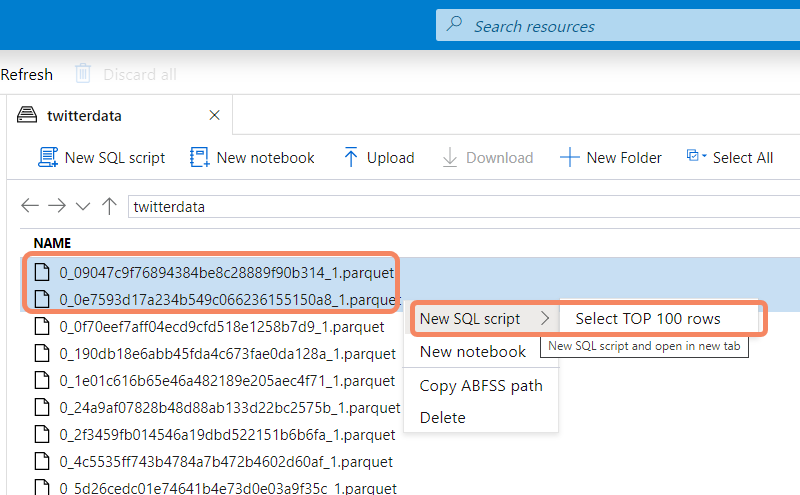 Search resources
Refresh Discard all
twitterdata
New SQL script New notebook Upload Download New Folder Select All
twitterdata
NAME
0_09047c9f76894384be8c28889f90b314_1.parquet
0_0e7593d17a234b549c066236155150a8_1.parquet
New SQL script Select TOP 100 rows
0_0f70eef7aff04ecd9cfd518e1258b7d9_1.parquet
New SQL script and open in new tab
0_190db18e6abb45fda4c673fae0da128a_1.parquet
New notebook
0_1e01c616b65e46a482189e205aec4f71_1.parquet
Copy ABFSS path
0_24a9af07828b48d88ab133d22bc2575b_1.parquet
Delete
0_2f3459fb014546a19dbd522151b6b6fa_1.parquet
0_4c5535ff743b4784a7b472b4602d60af_1.parquet
0_5d26cedc01e74641b4e73d0e03a9f35c_1.parquet